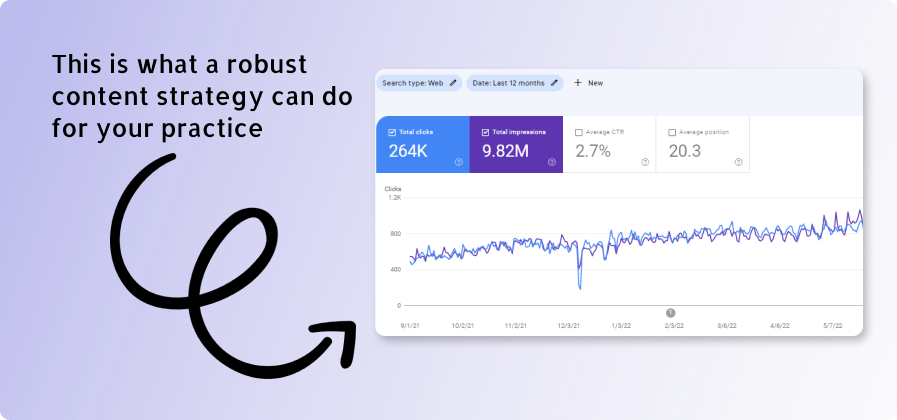 This is what a robust
content strategy can do
for your practice
Search type: Web
Date: Last 12 months
+ New
Total clicks
264K
Total impressions
9.82M
Average CTR
2.7%
Average position
20.3
Clicks
1.2K
800
400
0
9/1/21 10/2/21 11/2/21 12/3/21 1/3/22 2/3/22 3/6/22 4/6/22 5/7/22